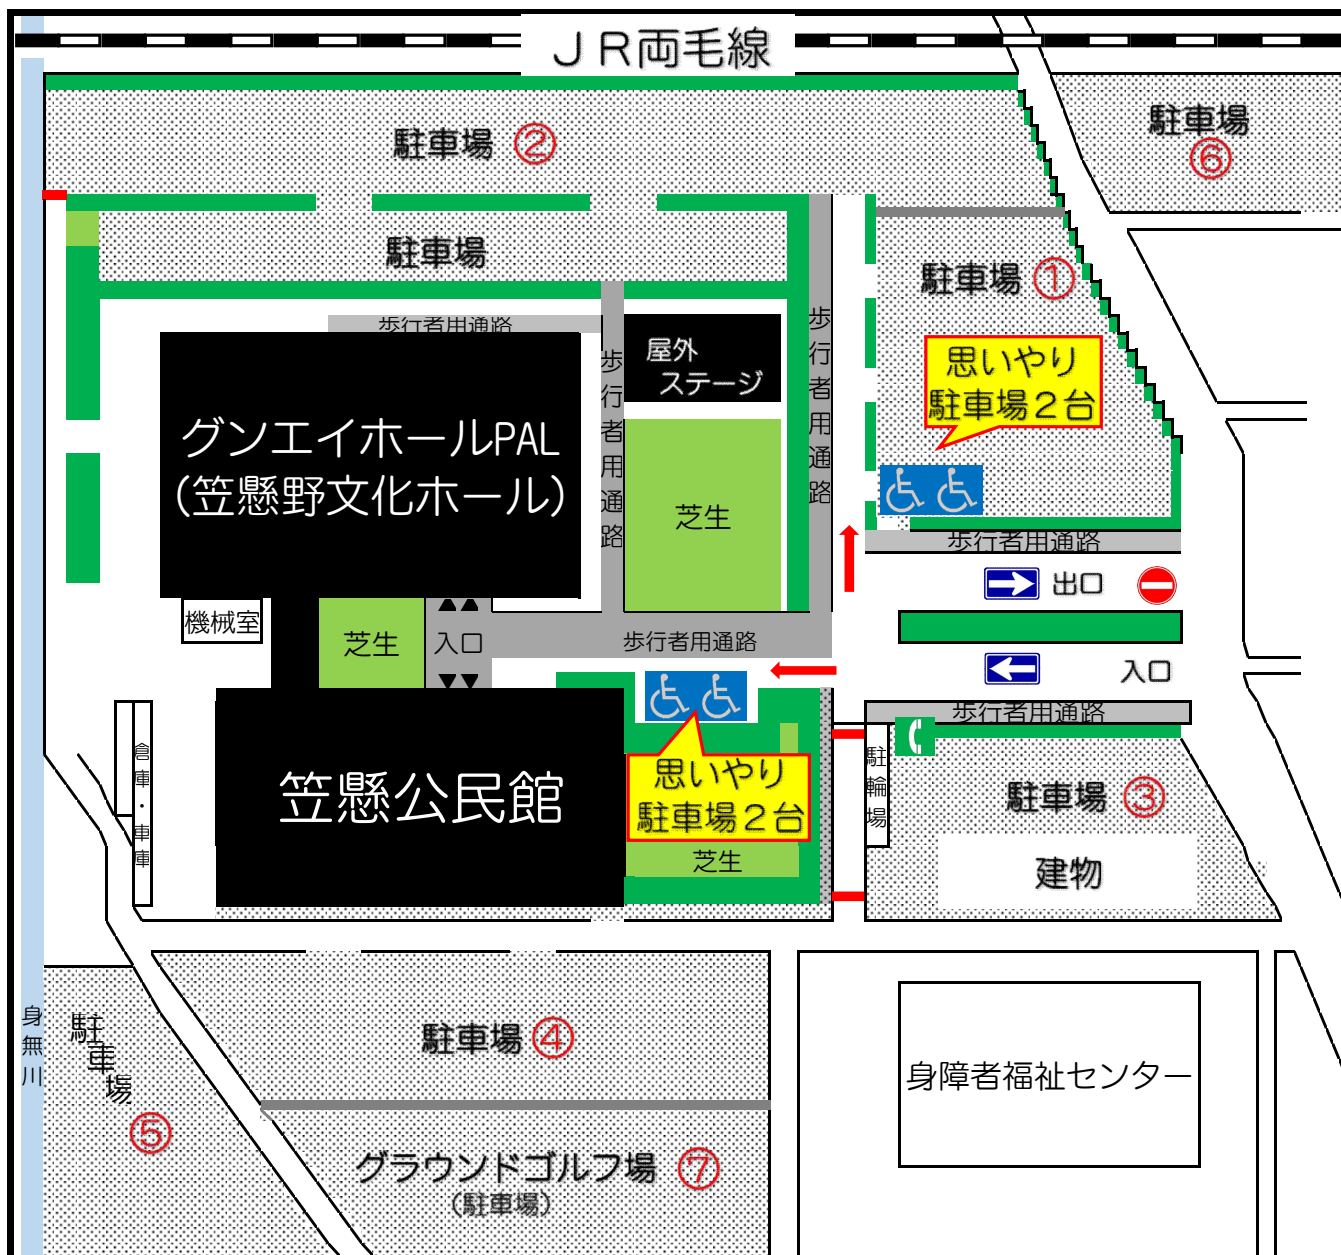 ＪＲ両毛線
駐車場 ②
駐車場
⑥
駐車場
駐車場 ①
歩行者用通路
屋外
ステージ
歩行者用通路
歩行者用通路
思いやり
駐車場２台
グンエイホールPAL
(笠懸野文化ホール)
芝生
歩行者用通路
出口
機械室
芝生
入口
歩行者用通路
入口
歩行者用通路
倉庫・車庫
笠懸公民館
思いやり
駐車場２台
芝生
駐輪場
駐車場 ③
建物
身無川
駐車場
⑤
駐車場 ④
グラウンドゴルフ場 ⑦
(駐車場)
身障者福祉センター